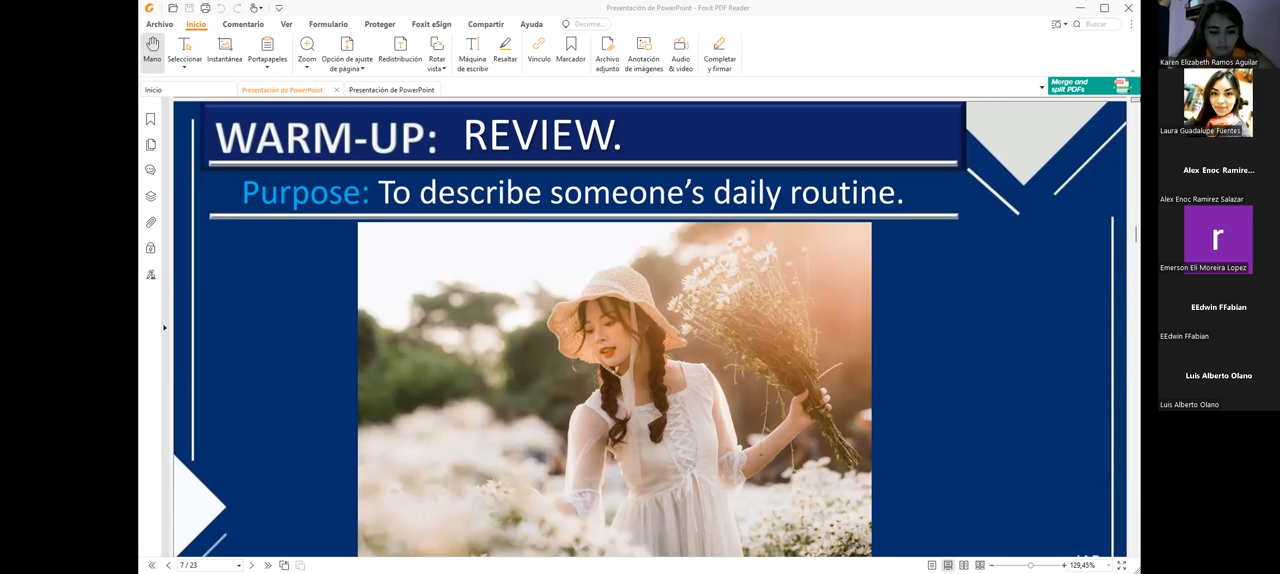 Presentación de PowerPoint - Foxit PDF Reader
Archivo Inicio Comentario Ver Formulario Proteger Foxit eSign Compartir Ayuda Decirme... Buscar
Mano Seleccionar Instantánea Portapapeles Zoom Opción de ajuste de página Redistribución Rotar vista Máquina de escribir Resaltar Vínculo Marcador Archivo adjunto Anotación de imágenes Audio & video Completar y firmar
Inicio Presentación de PowerPoint Presentación de PowerPoint
Merge and split PDFs
WARM-UP: REVIEW.
Purpose: To describe someone's daily routine.
7 / 23
129,45%
Karen Elizabeth Ramos Aguilar
Laura Guadalupe Fuentes
Alex Enoc Ramire...
Alex Enoc Ramirez Salazar
r
Emerson Eli Moreira Lopez
EEdwin FFabian
EEdwin FFabian
Luis Alberto Olano
Luis Alberto Olano